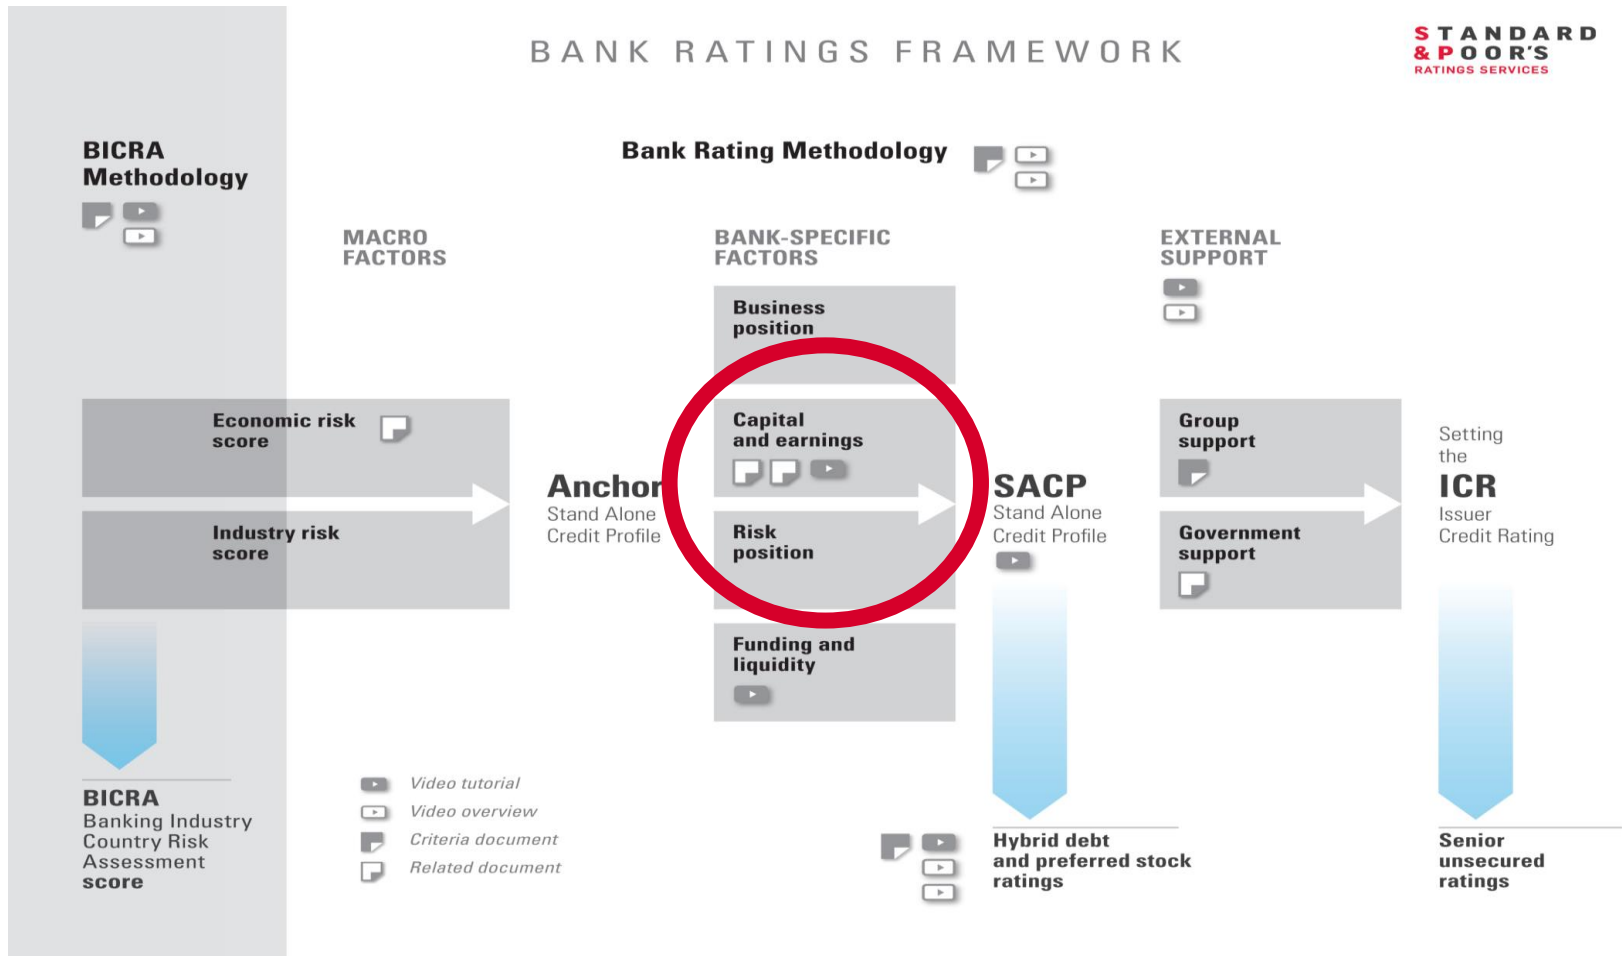 BANK RATINGS FRAMEWORK
STANDARD
& POOR'S
RATINGS SERVICES
BICRA
Methodology
Bank Rating Methodology
MACRO
FACTORS
BANK-SPECIFIC
FACTORS
EXTERNAL
SUPPORT
Business
position
Economic risk
score
Capital
and earnings
Group
support
Setting
the
ICR
Issuer
Credit Rating
Anchor
Stand Alone
Credit Profile
SACP
Stand Alone
Credit Profile
Industry risk
score
Risk
position
Government
support
Funding and
liquidity
BICRA
Banking Industry
Country Risk
Assessment
score
Video tutorial
Video overview
Criteria document
Related document
Hybrid debt
and preferred stock
ratings
Senior
unsecured
ratings